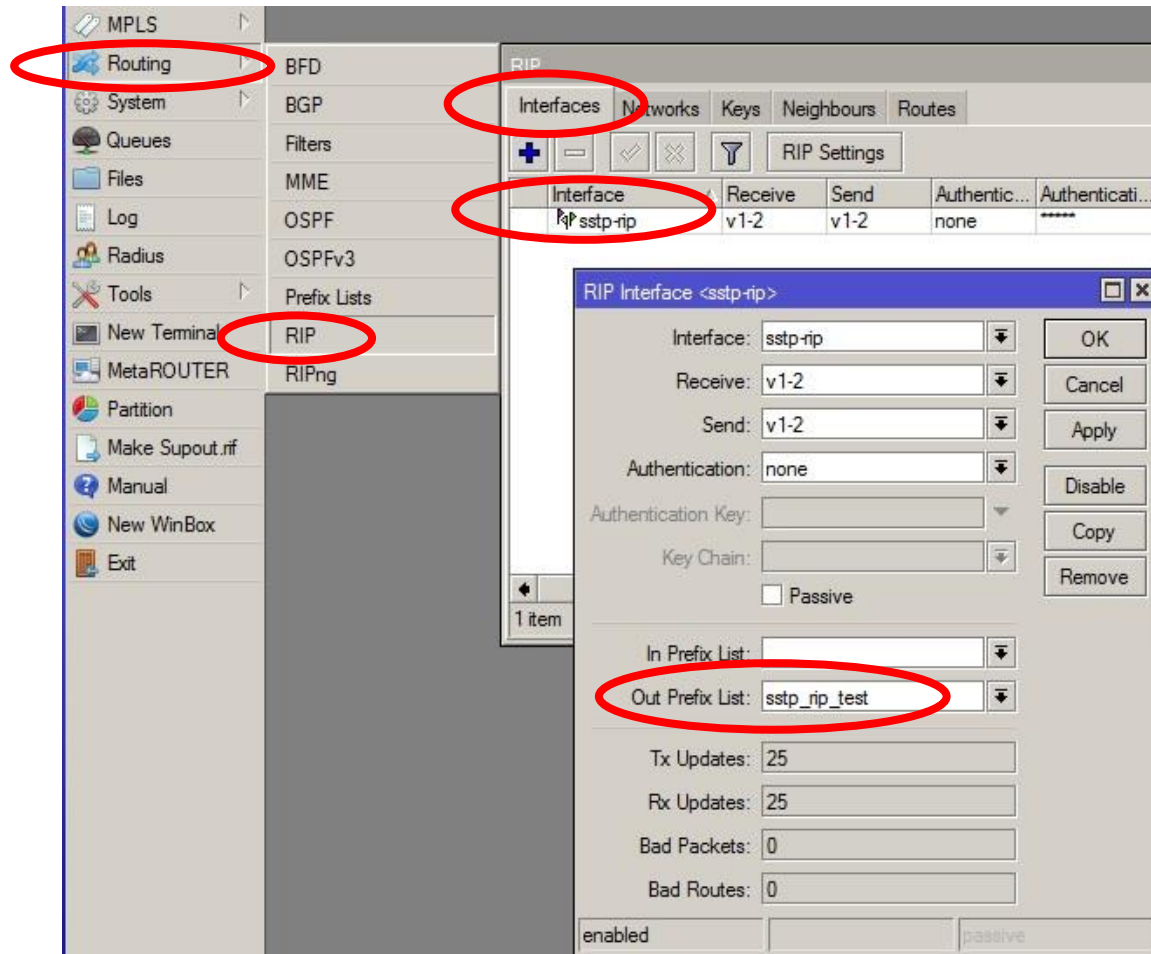 MPLS
Routing
System
Queues
Files
Log
Radius
Tools
New Terminal
MetaROUTER
Partition
Make Supout.rif
Manual
New WinBox
Exit
BFD
BGP
Filters
MME
OSPF
OSPFv3
Prefix Lists
RIP
RIPng
RIP
Interfaces Networks Keys Neighbours Routes
RIP Settings
Interface Receive Send Authentic... Authenticati...
sstp-rip v1-2 v1-2 none *****
1 item
RIP Interface <sstp-rip>
Interface: sstp-rip
Receive: v1-2
Send: v1-2
Authentication: none
Authentication Key:
Key Chain:
Passive
In Prefix List:
Out Prefix List: sstp_rip_test
Tx Updates: 25
Rx Updates: 25
Bad Packets: 0
Bad Routes: 0
enabled passive
OK
Cancel
Apply
Disable
Copy
Remove